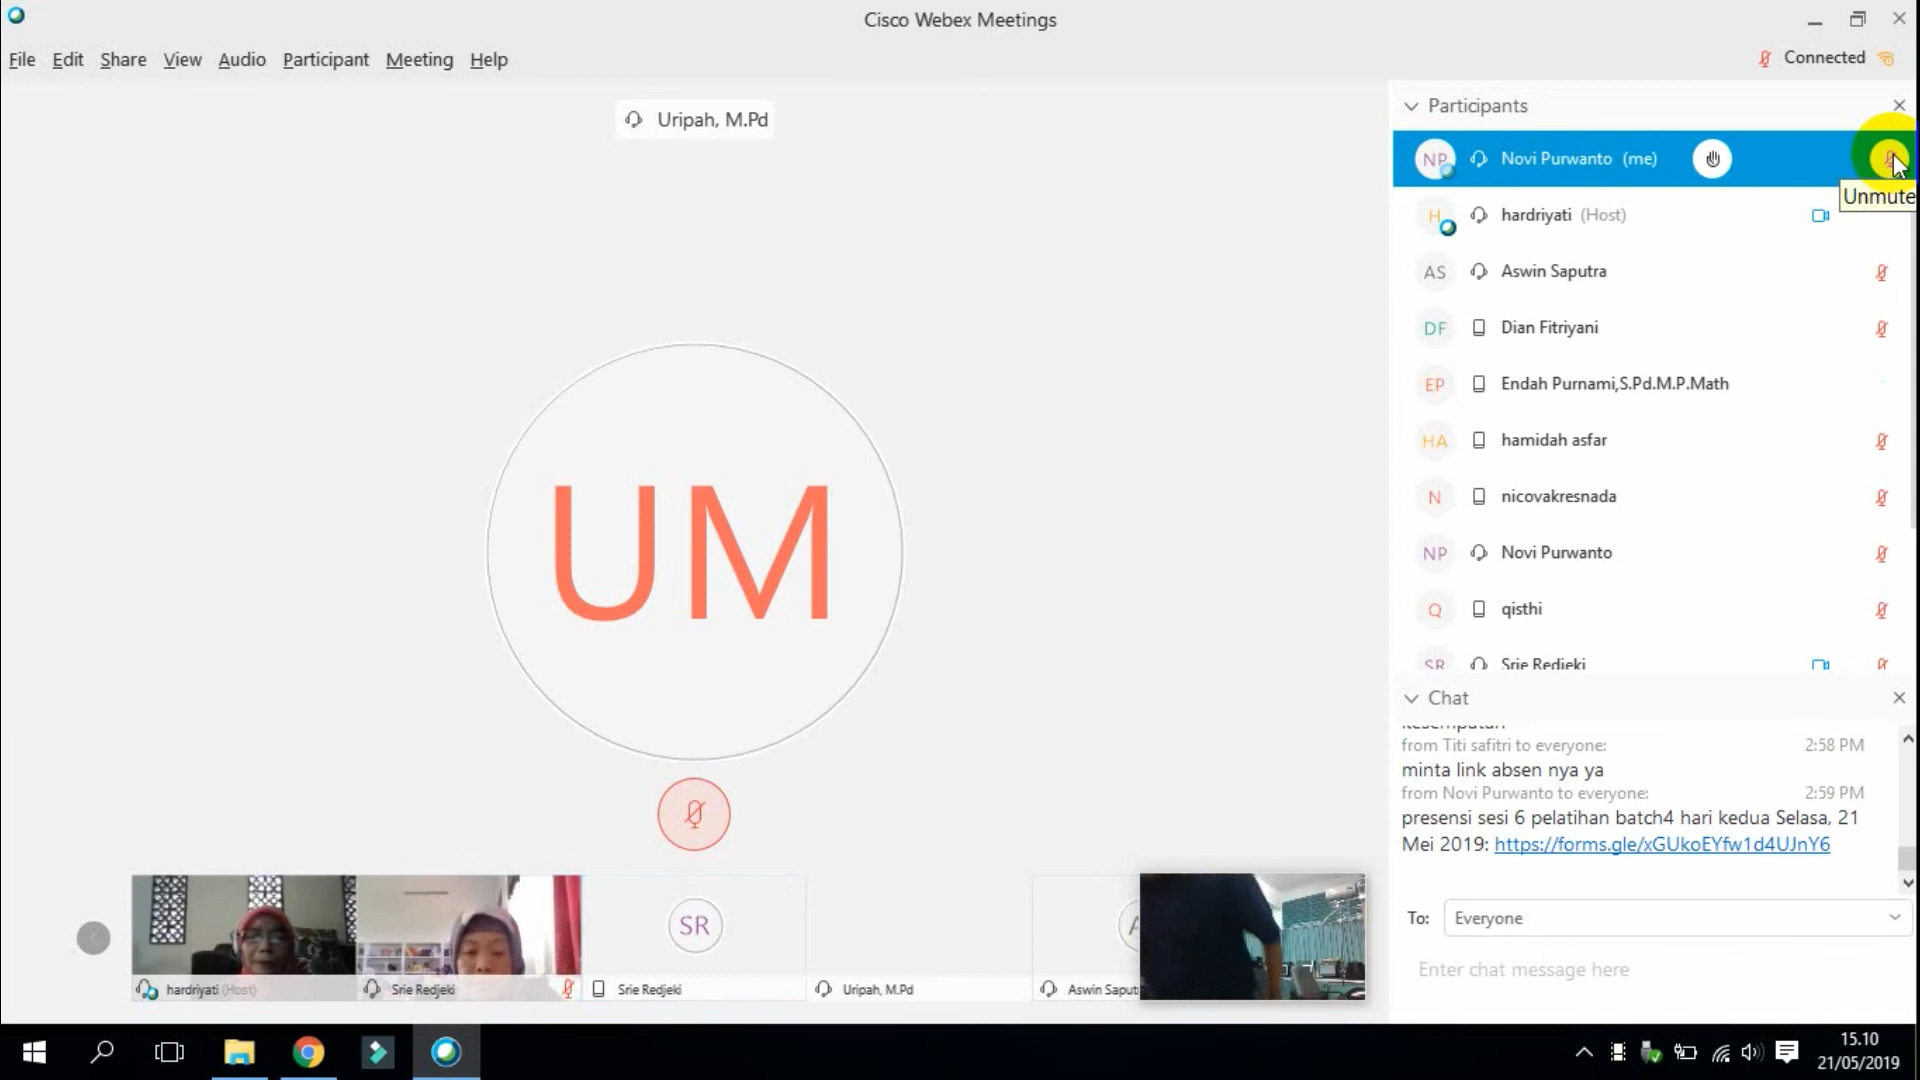 Cisco Webex Meetings
File Edit Share View Audio Participant Meeting Help
Connected
Uripah, M.Pd
UM
Participants
NP Novi Purwanto (me)
Unmute
H hardriyati (Host)
AS Aswin Saputra
DF Dian Fitriyani
EP Endah Purnami,S.Pd.M.P.Math
HA hamidah asfar
N nicovakresnada
NP Novi Purwanto
Q qisthi
SR Srie Redjeki
Chat
from Titi safitri to everyone: 2:58 PM
minta link absen nya ya
from Novi Purwanto to everyone: 2:59 PM
presensi sesi 6 pelatihan batch4 hari kedua Selasa, 21
Mei 2019: https://forms.gle/xGUkoEYfw1d4UJnY6
To: Everyone
Enter chat message here
SR
hardriyati (Host)
Srie Redjeki
Srie Redjeki
Uripah, M.Pd
Aswin Saput
15.10
21/05/2019